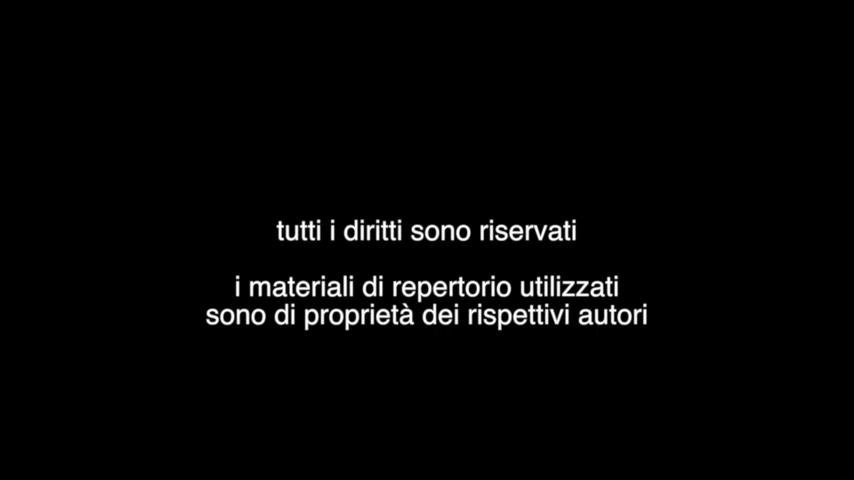 tutti i diritti sono riservati
i materiali di repertorio utilizzati
sono di proprietà dei rispettivi autori